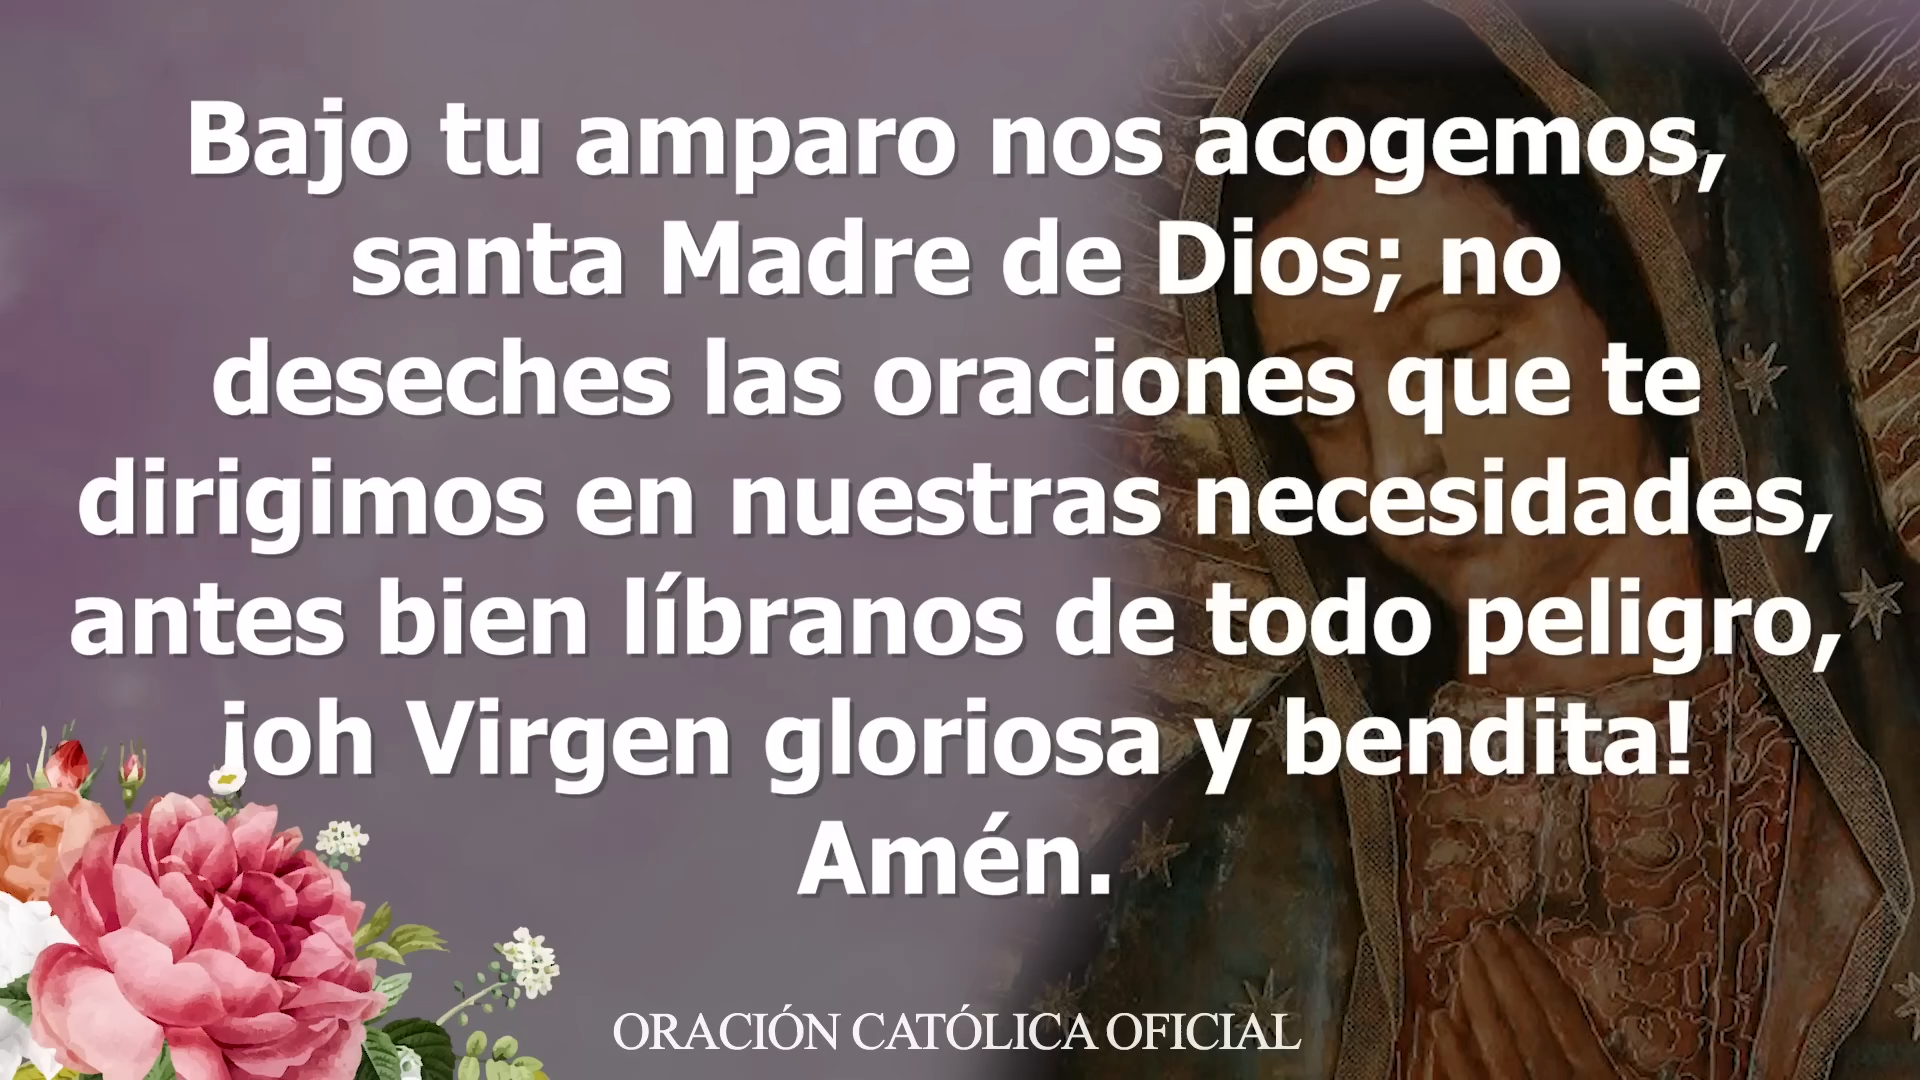 Bajo tu amparo nos acogemos,
santa Madre de Dios; no
deseches las oraciones que te
dirigimos en nuestras necesidades,
antes bien líbranos de todo peligro,
¡oh Virgen gloriosa y bendita!
Amén.
ORACIÓN CATÓLICA OFICIAL